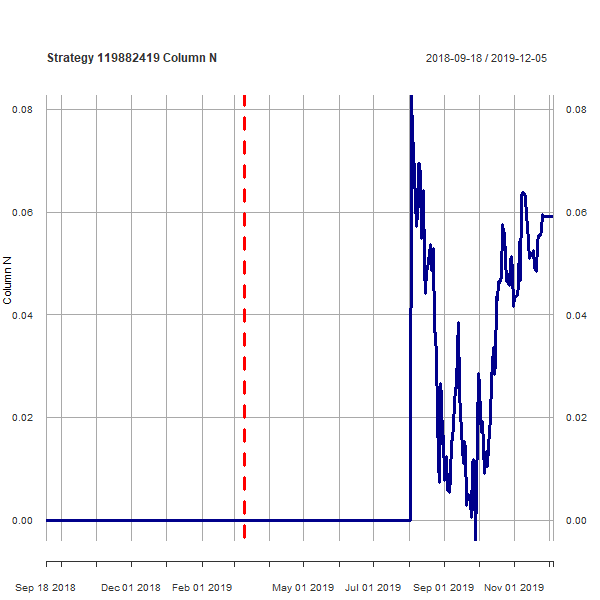 Strategy 119882419 Column N
2018-09-18 / 2019-12-05
0.08
0.08
0.06
0.06
Column N
0.04
0.04
0.02
0.02
0.00
0.00
Sep 18 2018
Dec 01 2018
Feb 01 2019
May 01 2019
Jul 01 2019
Sep 01 2019
Nov 01 2019